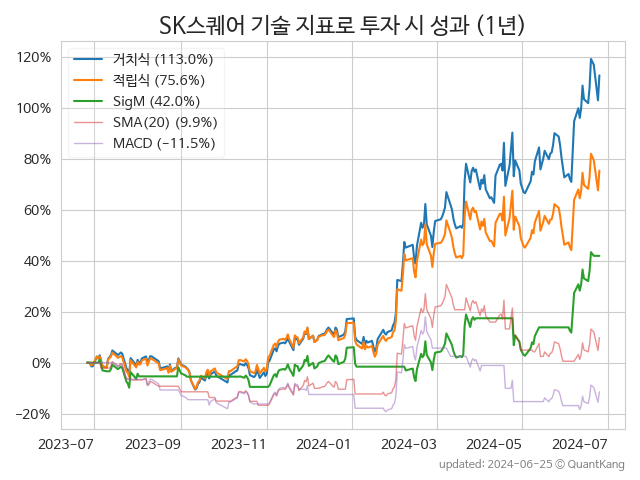 SK스퀘어 기술 지표로 투자 시 성과 (1년)
거치식 (113.0%)
적립식 (75.6%)
SigM (42.0%)
SMA(20) (9.9%)
MACD (−11.5%)
120%
100%
80%
60%
40%
20%
0%
−20%
2023-07 2023-09 2023-11 2024-01 2024-03 2024-05 2024-07
updated: 2024-06-25 ⓒ QuantKang